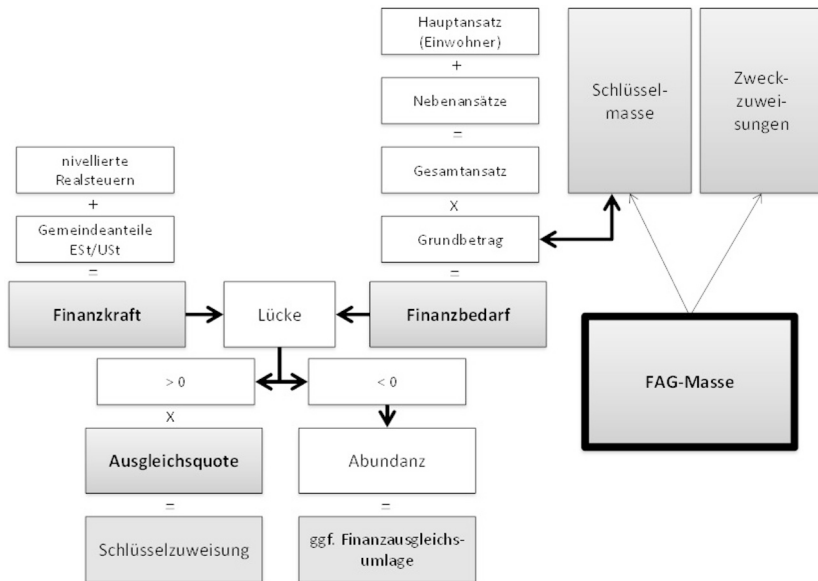 Hauptansatz
(Einwohner)
+
Nebenansätze
=
Gesamtansatz
X
Grundbetrag
=
Finanzbedarf
Schlüssel-
masse
Zweck-
zuwei-
sungen
FAG-Masse
nivellierte
Realsteuern
+
Gemeindeanteile
ESt/USt
=
Finanzkraft
Lücke
> 0
X
Ausgleichsquote
=
Schlüsselzuweisung
< 0
Abundanz
=
ggf. Finanzausgleichs-
umlage